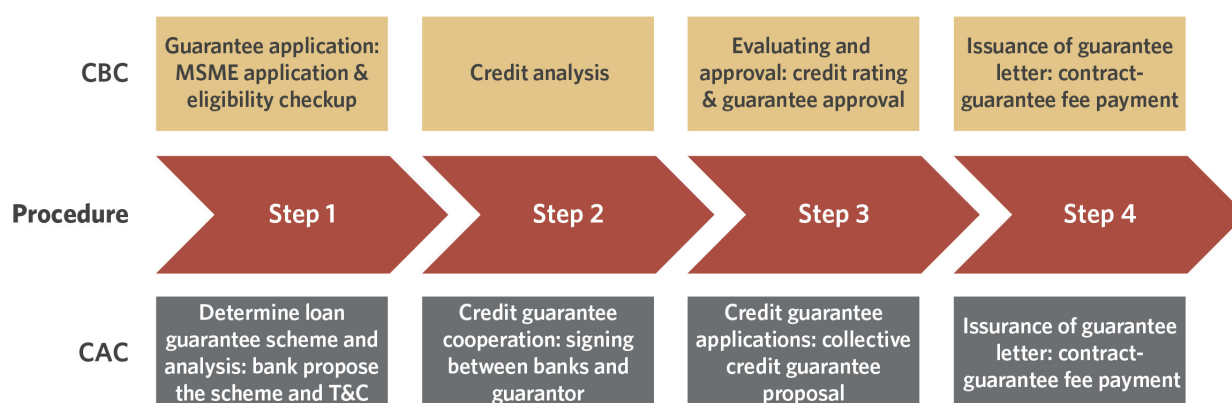 CBC
Guarantee application:
MSME application &
eligibility checkup
Credit analysis
Evaluating and
approval: credit rating
& guarantee approval
Issuance of guarantee
letter: contract-
guarantee fee payment
Procedure
Step 1
Step 2
Step 3
Step 4
CAC
Determine loan
guarantee scheme and
analysis: bank propose
the scheme and T&C
Credit guarantee
cooperation: signing
between banks and
guarantor
Credit guarantee
applications: collective
credit guarantee
proposal
Issurance of guarantee
letter: contract-
guarantee fee payment